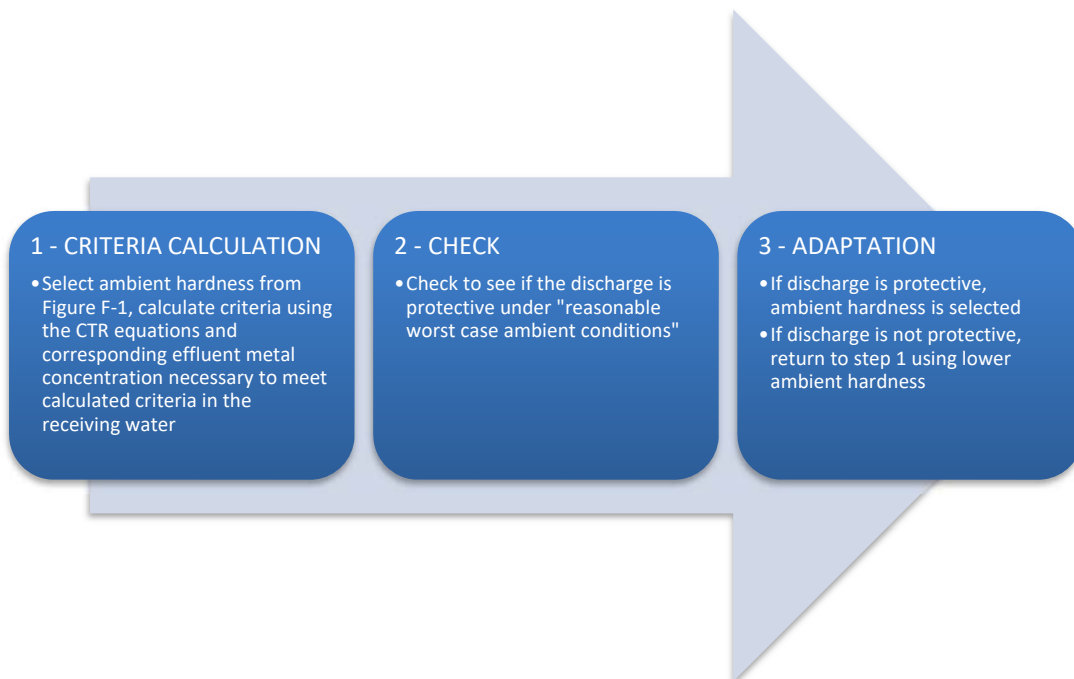 1 - CRITERIA CALCULATION
•Select ambient hardness from
Figure F-1, calculate criteria using
the CTR equations and
corresponding effluent metal
concentration necessary to meet
calculated criteria in the
receiving water
2 - CHECK
•Check to see if the discharge is
protective under "reasonable
worst case ambient conditions"
3 - ADAPTATION
•If discharge is protective,
ambient hardness is selected
•If discharge is not protective,
return to step 1 using lower
ambient hardness